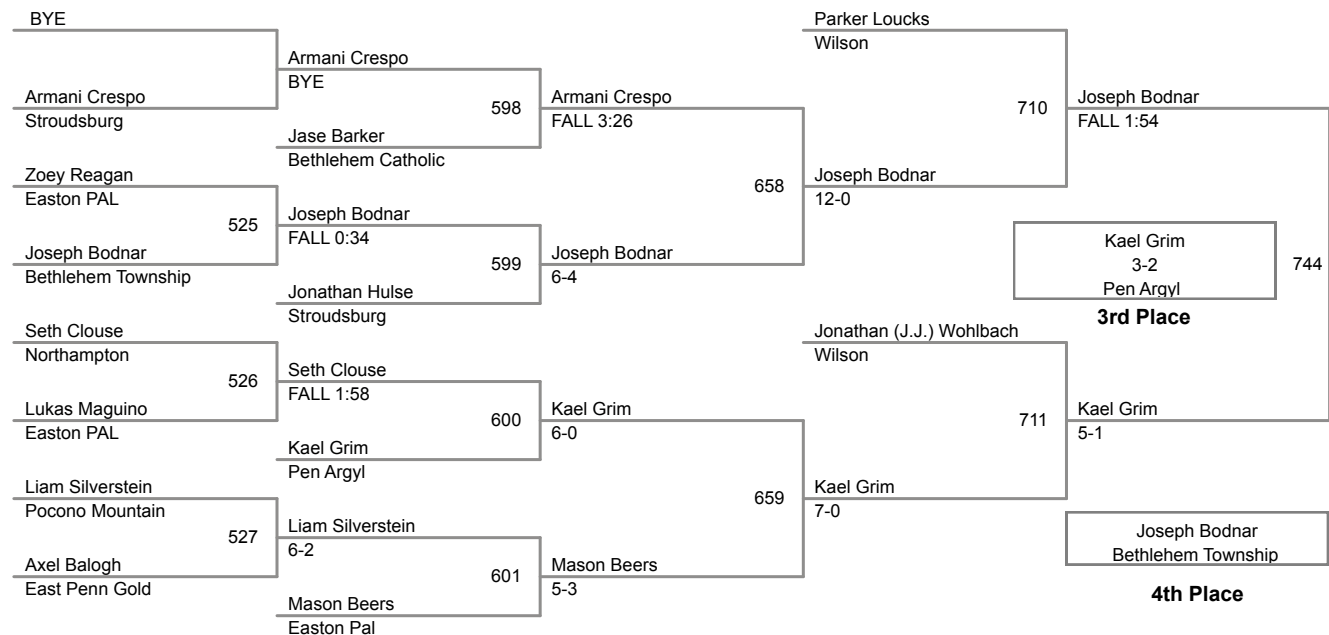 BYE
Armani Crespo
Stroudsburg
Zoey Reagan
Easton PAL
525
Joseph Bodnar
Bethlehem Township
Seth Clouse
Northampton
526
Lukas Maguino
Easton PAL
Liam Silverstein
Pocono Mountain
527
Axel Balogh
East Penn Gold
Armani Crespo
BYE
598
Jase Barker
Bethlehem Catholic
Joseph Bodnar
FALL 0:34
599
Jonathan Hulse
Stroudsburg
Seth Clouse
FALL 1:58
600
Kael Grim
Pen Argyl
Liam Silverstein
6-2
601
Mason Beers
Easton Pal
Armani Crespo
FALL 3:26
658
Joseph Bodnar
6-4
Kael Grim
6-0
659
Mason Beers
5-3
Parker Loucks
Wilson
710
Joseph Bodnar
12-0
Jonathan (J.J.) Wohlbach
Wilson
711
Kael Grim
7-0
Joseph Bodnar
FALL 1:54
744
Kael Grim
5-1
Kael Grim
3-2
Pen Argyl
3rd Place
Joseph Bodnar
Bethlehem Township
4th Place